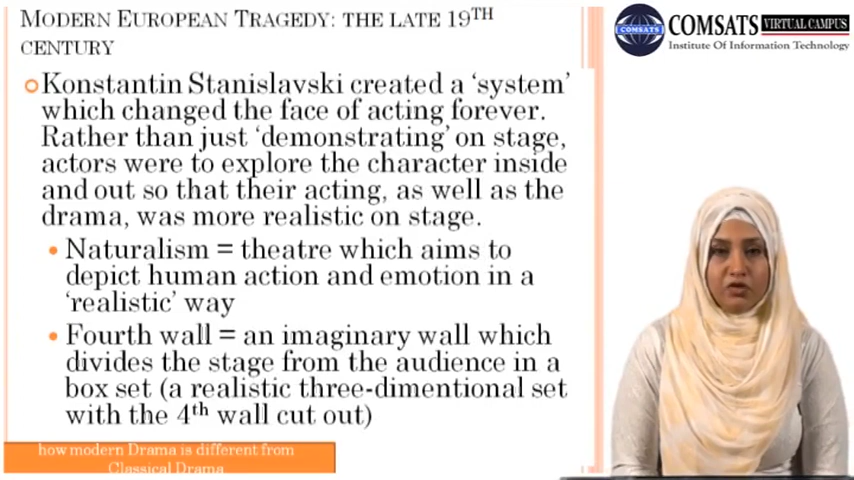 MODERN EUROPEAN TRAGEDY: THE LATE 19TH
CENTURY
Konstantin Stanislavski created a 'system'
which changed the face of acting forever.
Rather than just 'demonstrating' on stage,
actors were to explore the character inside
and out so that their acting, as well as the
drama, was more realistic on stage.
Naturalism = theatre which aims to
depict human action and emotion in a
'realistic' way
Fourth wall = an imaginary wall which
divides the stage from the audience in a
box set (a realistic three-dimentional set
with the 4th wall cut out)
how modern Drama is different from
Classical Drama
COMSATS
COMSATS VIRTUAL CAMPUS
Institute Of Information Technology